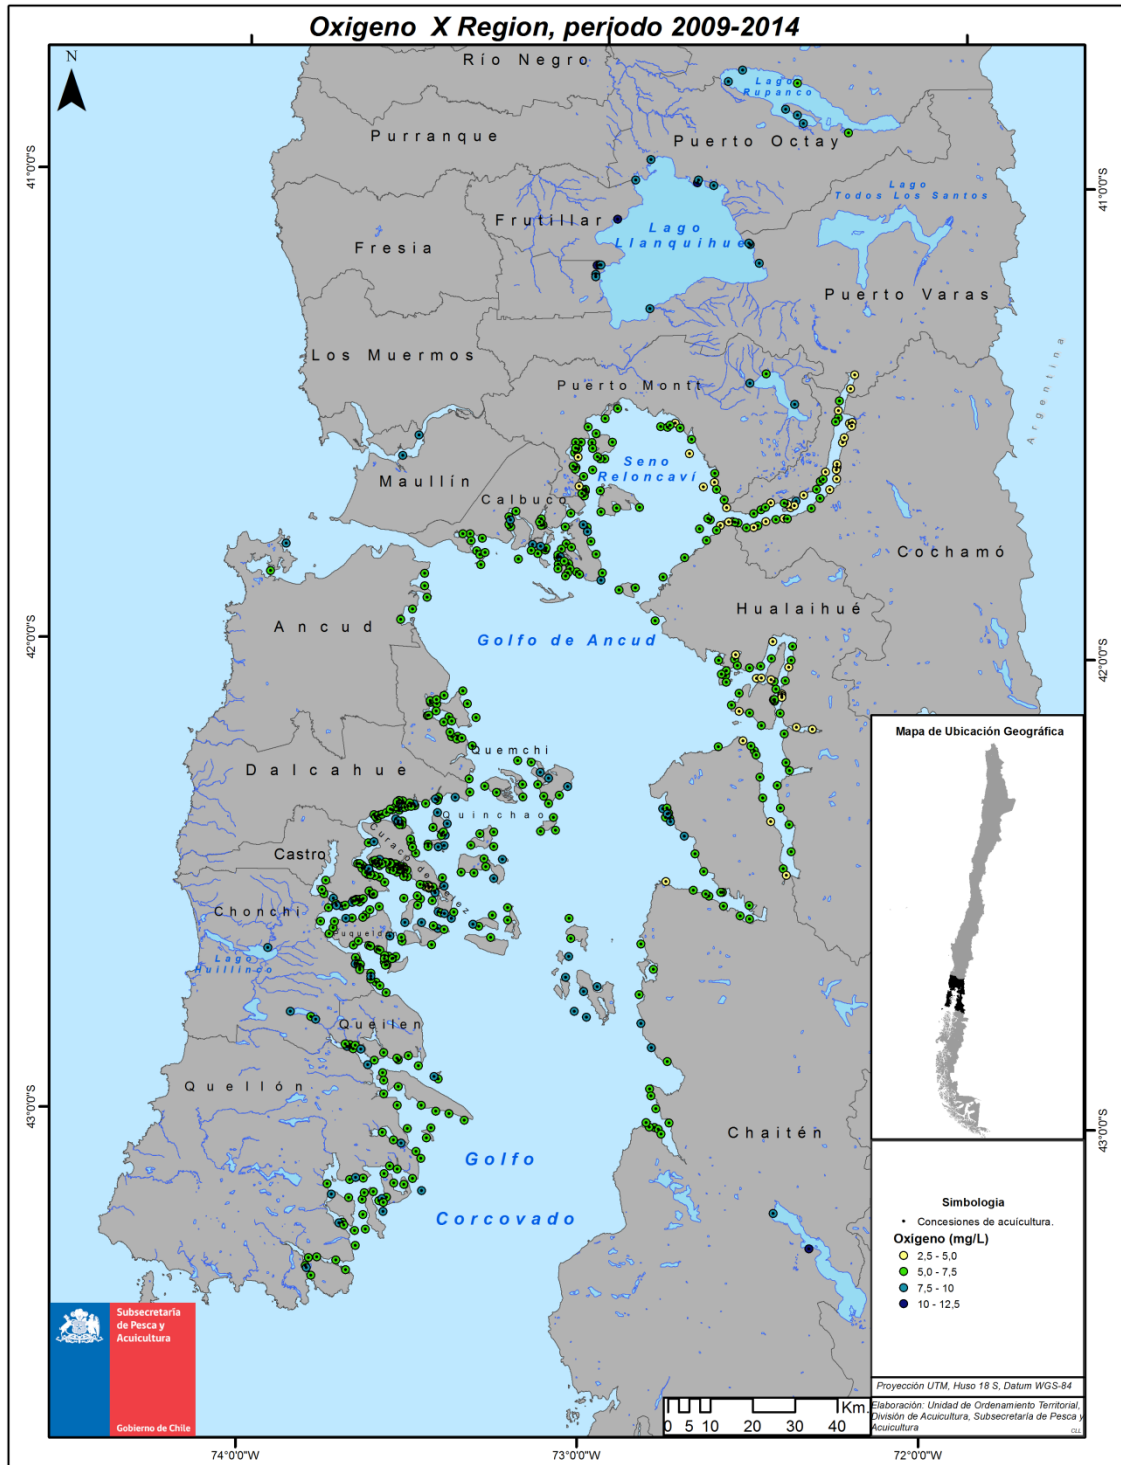 Oxigeno X Region, periodo 2009-2014
N
Río Negro
Lago
Rupanco
Purranque
Puerto Octay
41°0'0"S
41°0'0"S
Lago
Todos Los Santos
Frutillar
Lago
Llanquihue
Fresia
Puerto Varas
Los Muermos
Puerto Montt
Argentina
Seno
Reloncaví
Maullín
Calbuco
Cochamó
Hualaihué
Ancud
Golfo de Ancud
42°0'0"S
42°0'0"S
Mapa de Ubicación Geográfica
Quemchi
Dalcahue
Quinchao
Curaco de Velez
Castro
Chonchi
Puqueldon
Lago
Huillinco
Queilen
Quellón
43°0'0"S
43°0'0"S
Chaitén
Golfo
Corcovado
Simbologia
Concesiones de acuícultura.
Oxigeno (mg/L)
2,5 - 5,0
5,0 - 7,5
7,5 - 10
10 - 12,5
Subsecretaría
de Pesca y
Acuicultura
Gobierno de Chile
Proyección UTM, Huso 18 S, Datum WGS-84
Elaboración: Unidad de Ordenamiento Territorial,
División de Acuicultura, Subsecretaría de Pesca y
Acuicultura
CLL
Km.
0 5 10 20 30 40
74°0'0"W
73°0'0"W
72°0'0"W